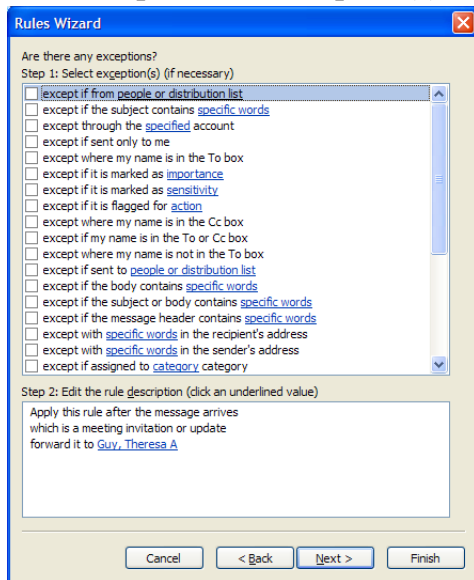 Rules Wizard
Are there any exceptions?
Step 1: Select exception(s) (if necessary)
except if from people or distribution list
except if the subject contains specific words
except through the specified account
except if sent only to me
except where my name is in the To box
except if it is marked as importance
except if it is marked as sensitivity
except if it is flagged for action
except where my name is in the Cc box
except if my name is in the To or Cc box
except where my name is not in the To box
except if sent to people or distribution list
except if the body contains specific words
except if the subject or body contains specific words
except if the message header contains specific words
except with specific words in the recipient's address
except with specific words in the sender's address
except if assigned to category category
Step 2: Edit the rule description (click an underlined value)
Apply this rule after the message arrives
which is a meeting invitation or update
forward it to Guy, Theresa A
Cancel < Back Next > Finish